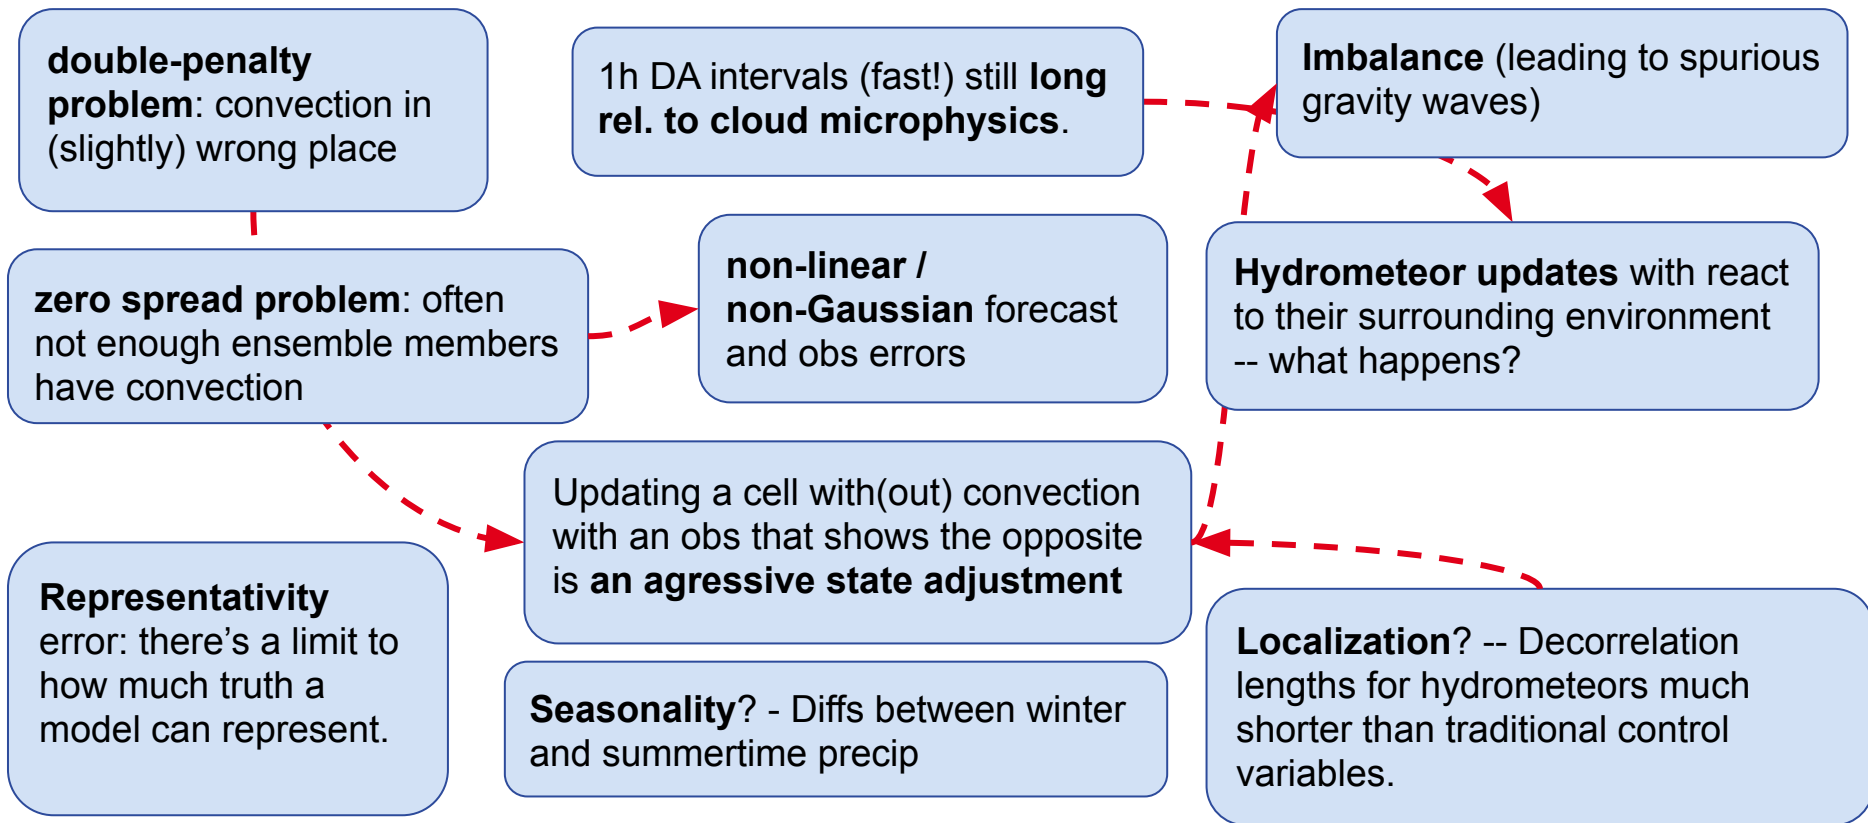 double-penalty
problem: convection in
(slightly) wrong place
1h DA intervals (fast!) still long
rel. to cloud microphysics.
Imbalance (leading to spurious
gravity waves)
zero spread problem: often
not enough ensemble members
have convection
non-linear /
non-Gaussian forecast
and obs errors
Hydrometeor updates with react
to their surrounding environment
-- what happens?
Updating a cell with(out) convection
with an obs that shows the opposite
is an agressive state adjustment
Representativity
error: there's a limit to
how much truth a
model can represent.
Seasonality? - Diffs between winter
and summertime precip
Localization? -- Decorrelation
lengths for hydrometeors much
shorter than traditional control
variables.